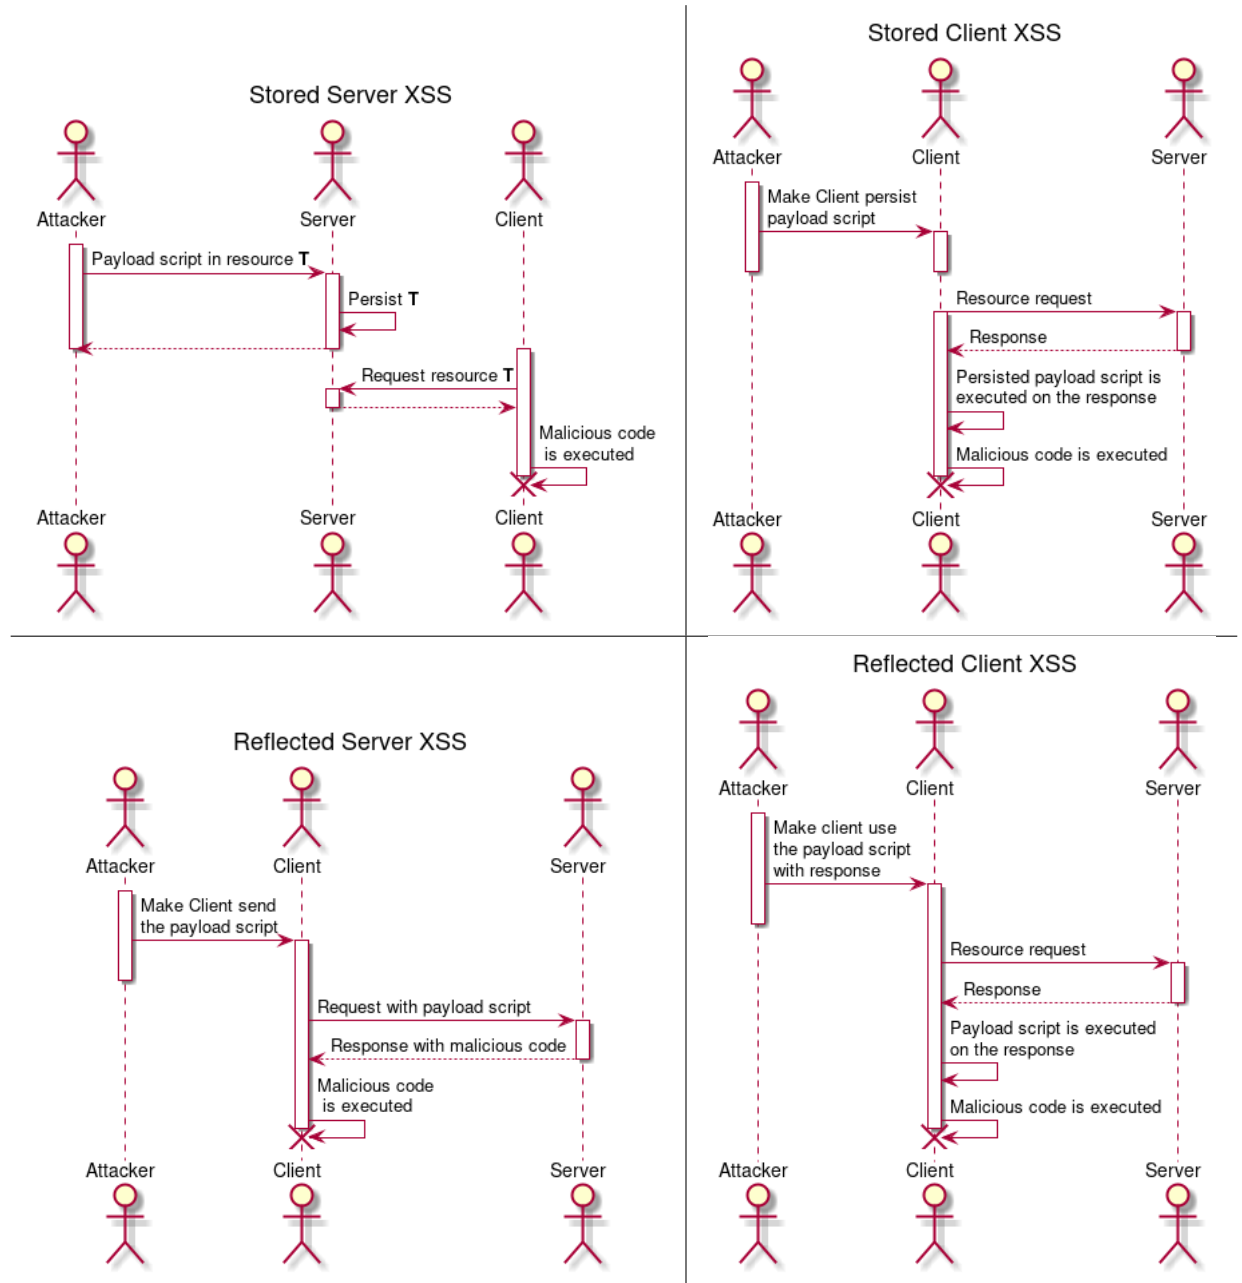 Stored Server XSS
Attacker
Server
Client
Payload script in resource T
Persist T
Request resource T
Malicious code
is executed
Attacker
Server
Client
Stored Client XSS
Attacker
Client
Server
Make Client persist
payload script
Resource request
Response
Persisted payload script is
executed on the response
Malicious code is executed
Attacker
Client
Server
Reflected Server XSS
Attacker
Client
Server
Make Client send
the payload script
Request with payload script
Response with malicious code
Malicious code
is executed
Attacker
Client
Server
Reflected Client XSS
Attacker
Client
Server
Make client use
the payload script
with response
Resource request
Response
Payload script is executed
on the response
Malicious code is executed
Attacker
Client
Server